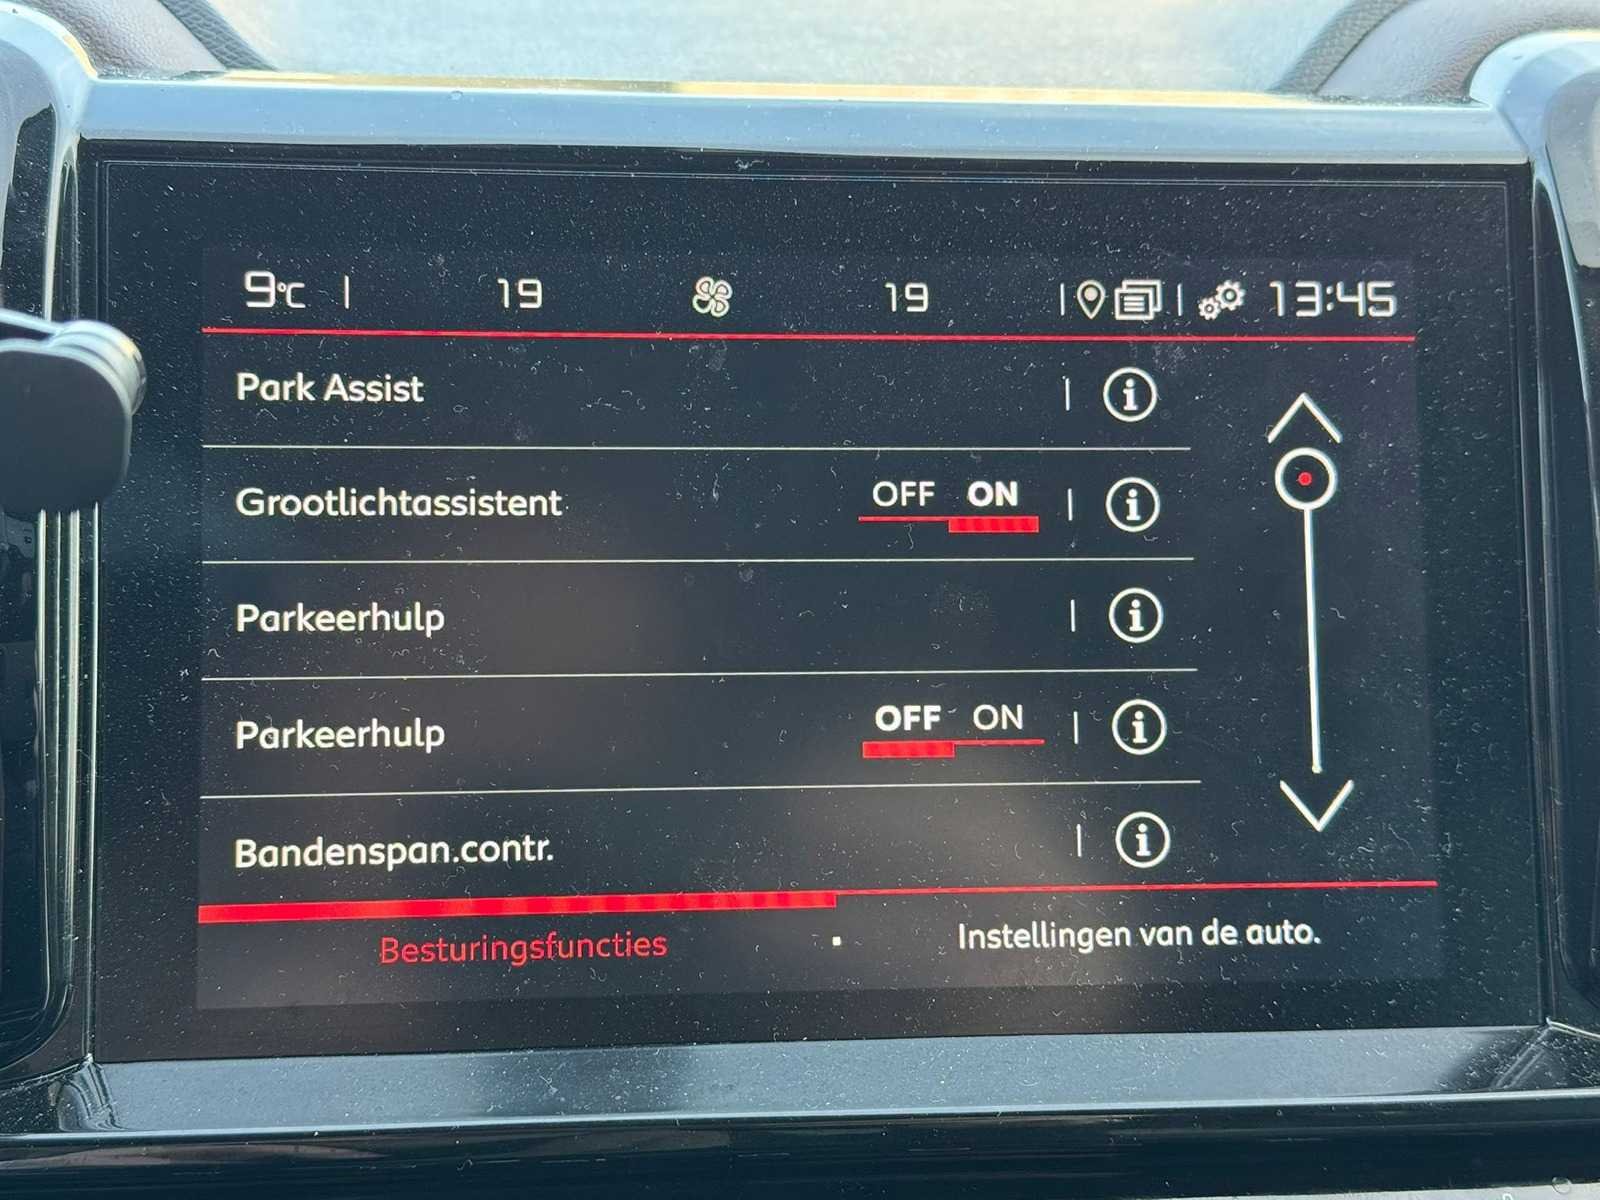 9°C 19 19 13:45
Park Assist i
Grootlichtassistent OFF ON i
Parkeerhulp i
Parkeerhulp OFF ON i
Bandenspan.contr. i
Besturingsfuncties Instellingen van de auto.